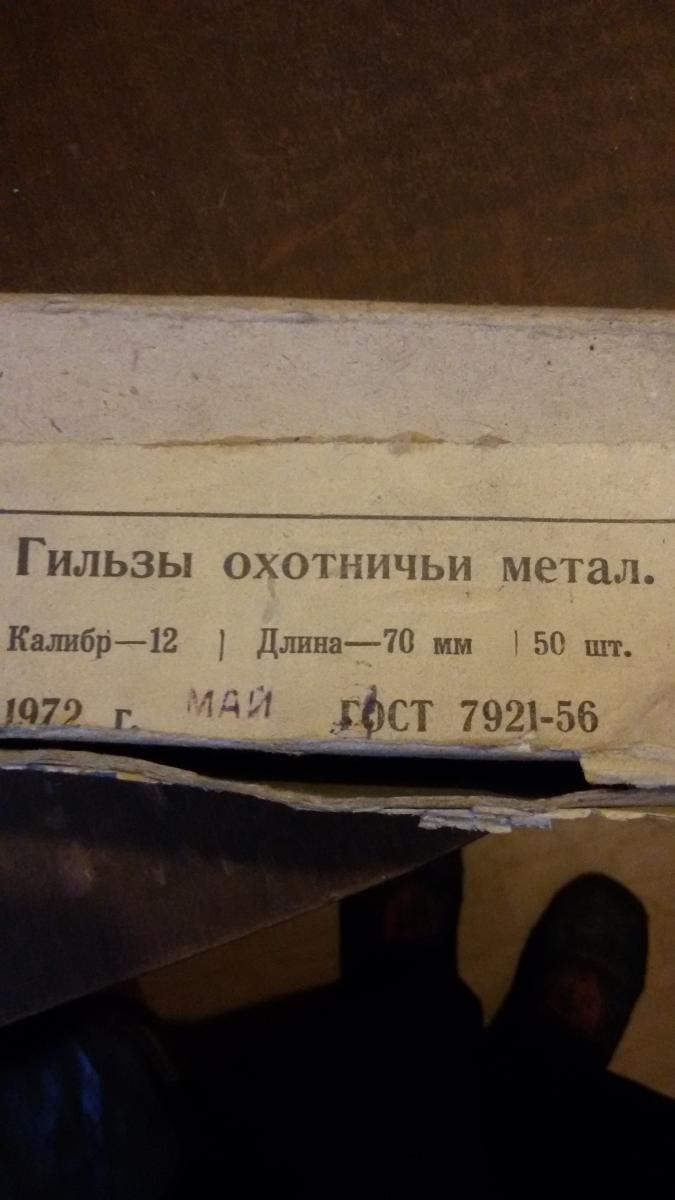 Гильзы охотничьи метал.
Калибр—12 | Длина—70 мм | 50 шт.
1972 г. МАЙ ГОСТ 7921-56